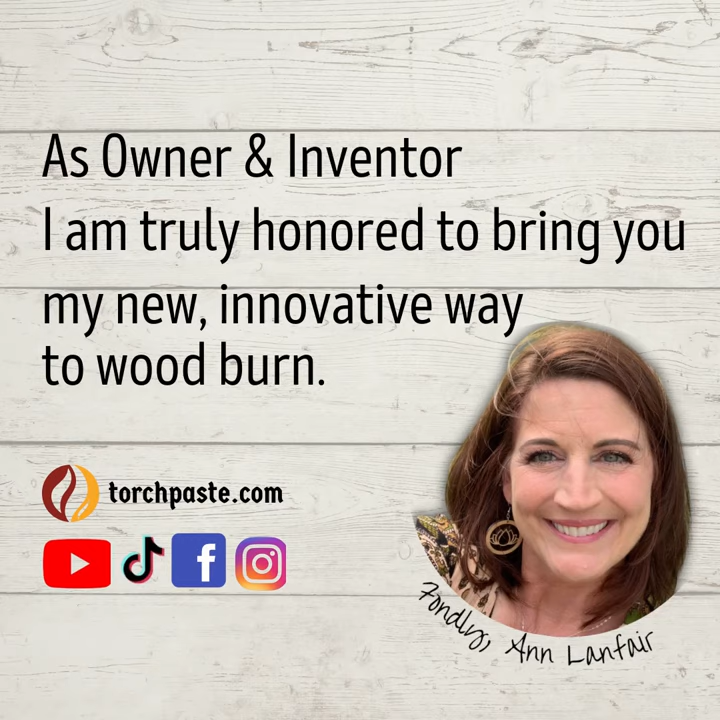 As Owner & Inventor
I am truly honored to bring you
my new, innovative way
to wood burn.
torchpaste.com
Fondly, Ann Lanfair